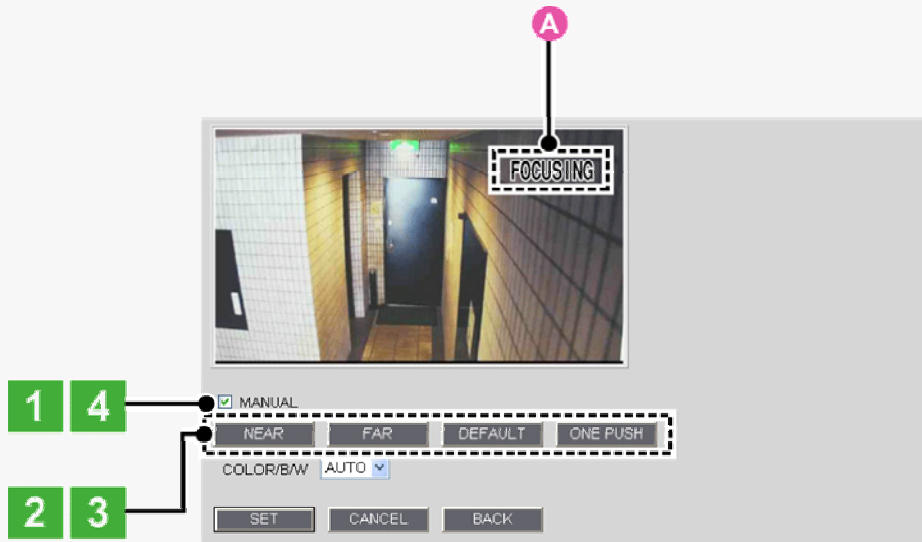 A
FOCUSING
1 4
MANUAL
NEAR FAR DEFAULT ONE PUSH
COLOR/B/W AUTO
2 3
SET CANCEL BACK